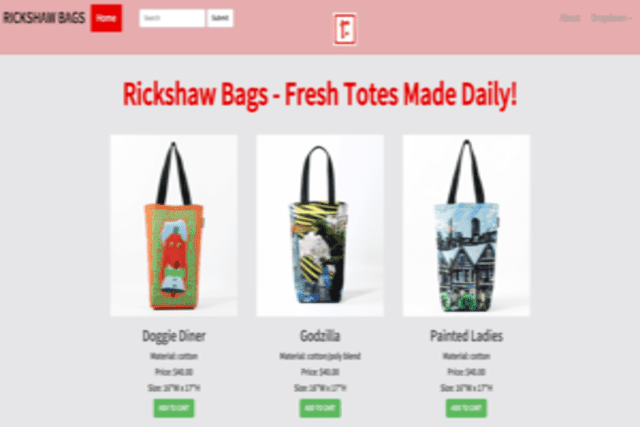 RICKSHAW BAGS Home Search Submit About Dropdown
Rickshaw Bags - Fresh Totes Made Daily!
Doggie Diner Godzilla Painted Ladies
Material: cotton Material: cotton/poly blend Material: cotton
Price: $40.00 Price: $40.00 Price: $40.00
Size: 16"W x 17"H Size: 16"W x 17"H Size: 16"W x 17"H
ADD TO CART ADD TO CART ADD TO CART